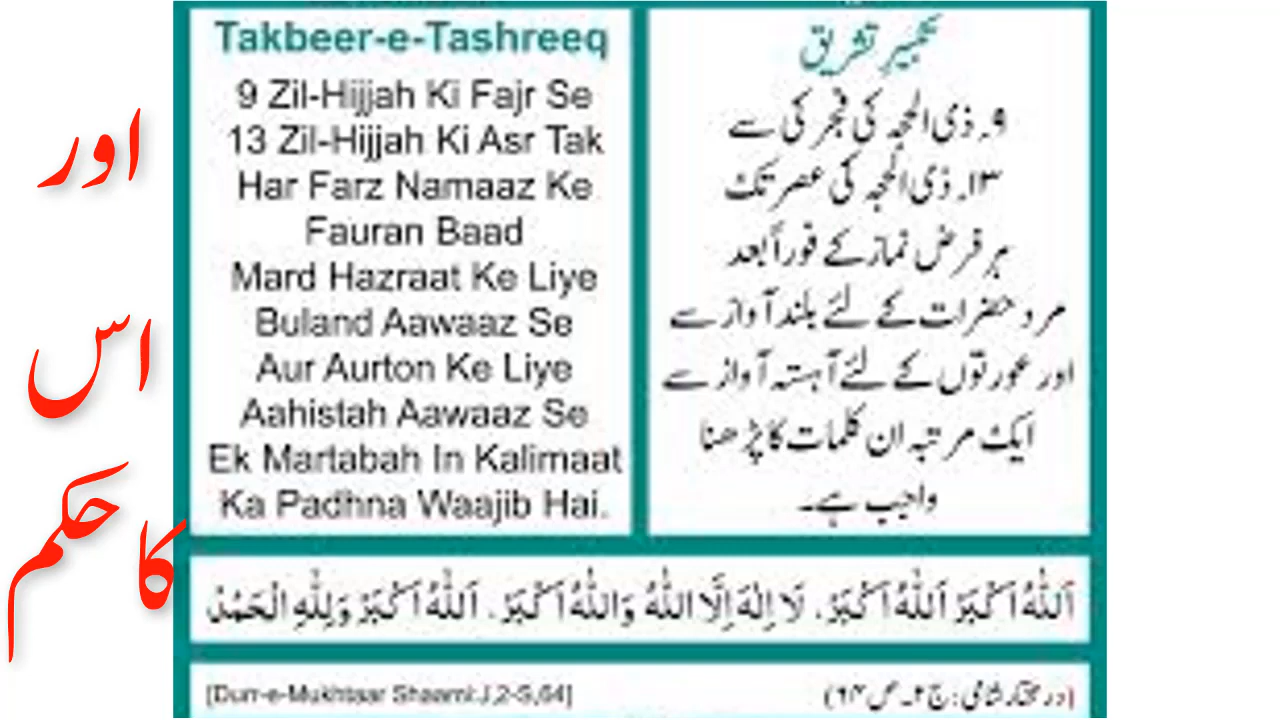 اور
اس
کا حکم
Takbeer-e-Tashreeq
9 Zil-Hijjah Ki Fajr Se
13 Zil-Hijjah Ki Asr Tak
Har Farz Namaaz Ke
Fauran Baad
Mard Hazraat Ke Liye
Buland Aawaaz Se
Aur Aurton Ke Liye
Aahistah Aawaaz Se
Ek Martabah In Kalimaat
Ka Padhna Waajib Hai.
تکبیرِ تشریق
۹۔ ذی الحجہ کی فجر کی سے
۱۳۔ ذی الحجہ کی عصر تک
ہر فرض نماز کے فوراً بعد
مرد حضرات کے لئے بلند آواز سے
اور عورتوں کے لئے آہستہ آواز سے
ایک مرتبہ ان کلمات کا پڑھنا
واجب ہے۔
اَللّٰهُ اَكْبَرُ اَللّٰهُ اَكْبَرُ، لَا اِلٰهَ اِلَّا اللّٰهُ وَاللّٰهُ اَكْبَرُ، اَللّٰهُ اَكْبَرُ وَلِلّٰهِ الْحَمْدُ
[Durr-e-Mukhtaar Shaami:J,2-S,64]
(در مختار شامی : ج ۲۔ ص ۶۴)